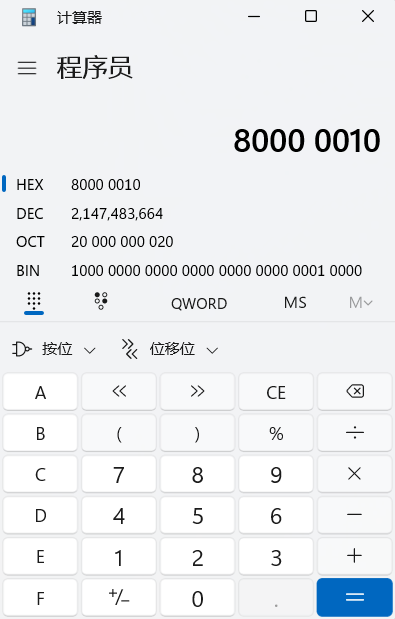 计算器
程序员
8000 0010
HEX 8000 0010
DEC 2,147,483,664
OCT 20 000 000 020
BIN 1000 0000 0000 0000 0000 0000 0001 0000
QWORD MS M
按位 位移位
A << >> CE
B ( ) % ÷
C 7 8 9 ×
D 4 5 6 −
E 1 2 3 +
F +/− 0 . =